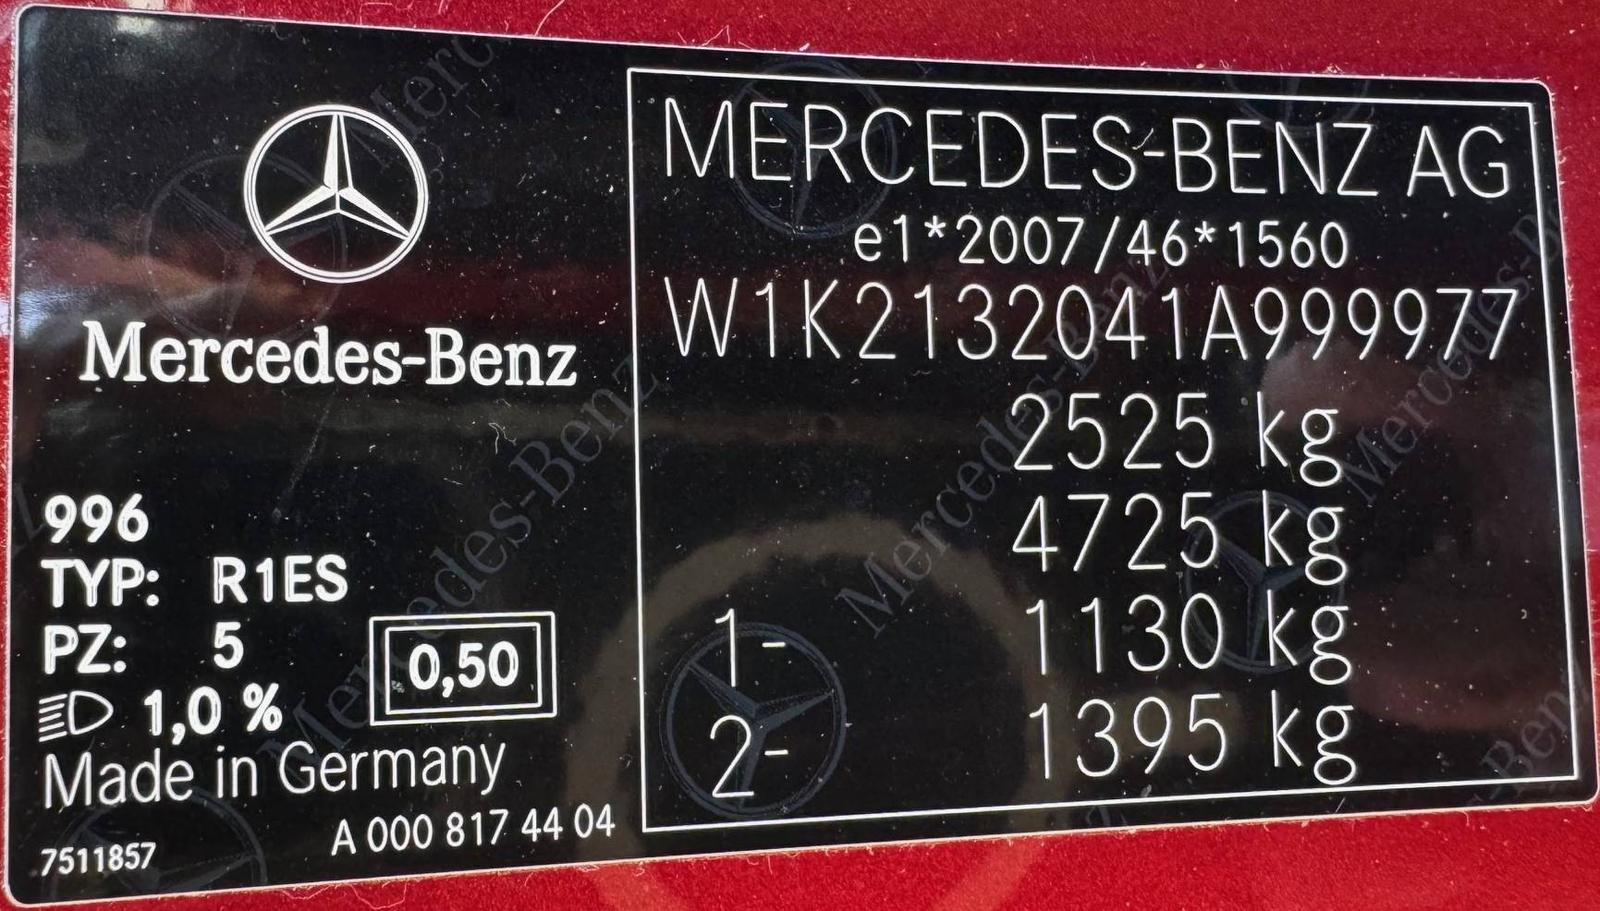 Mercedes-Benz
996
TYP: R1ES
PZ: 5
0,50
1,0 %
Made in Germany
A 000 817 44 04
7511857
MERCEDES-BENZ AG
e1*2007/46*1560
W1K2132041A999977
2525 kg
4725 kg
1- 1130 kg
2- 1395 kg